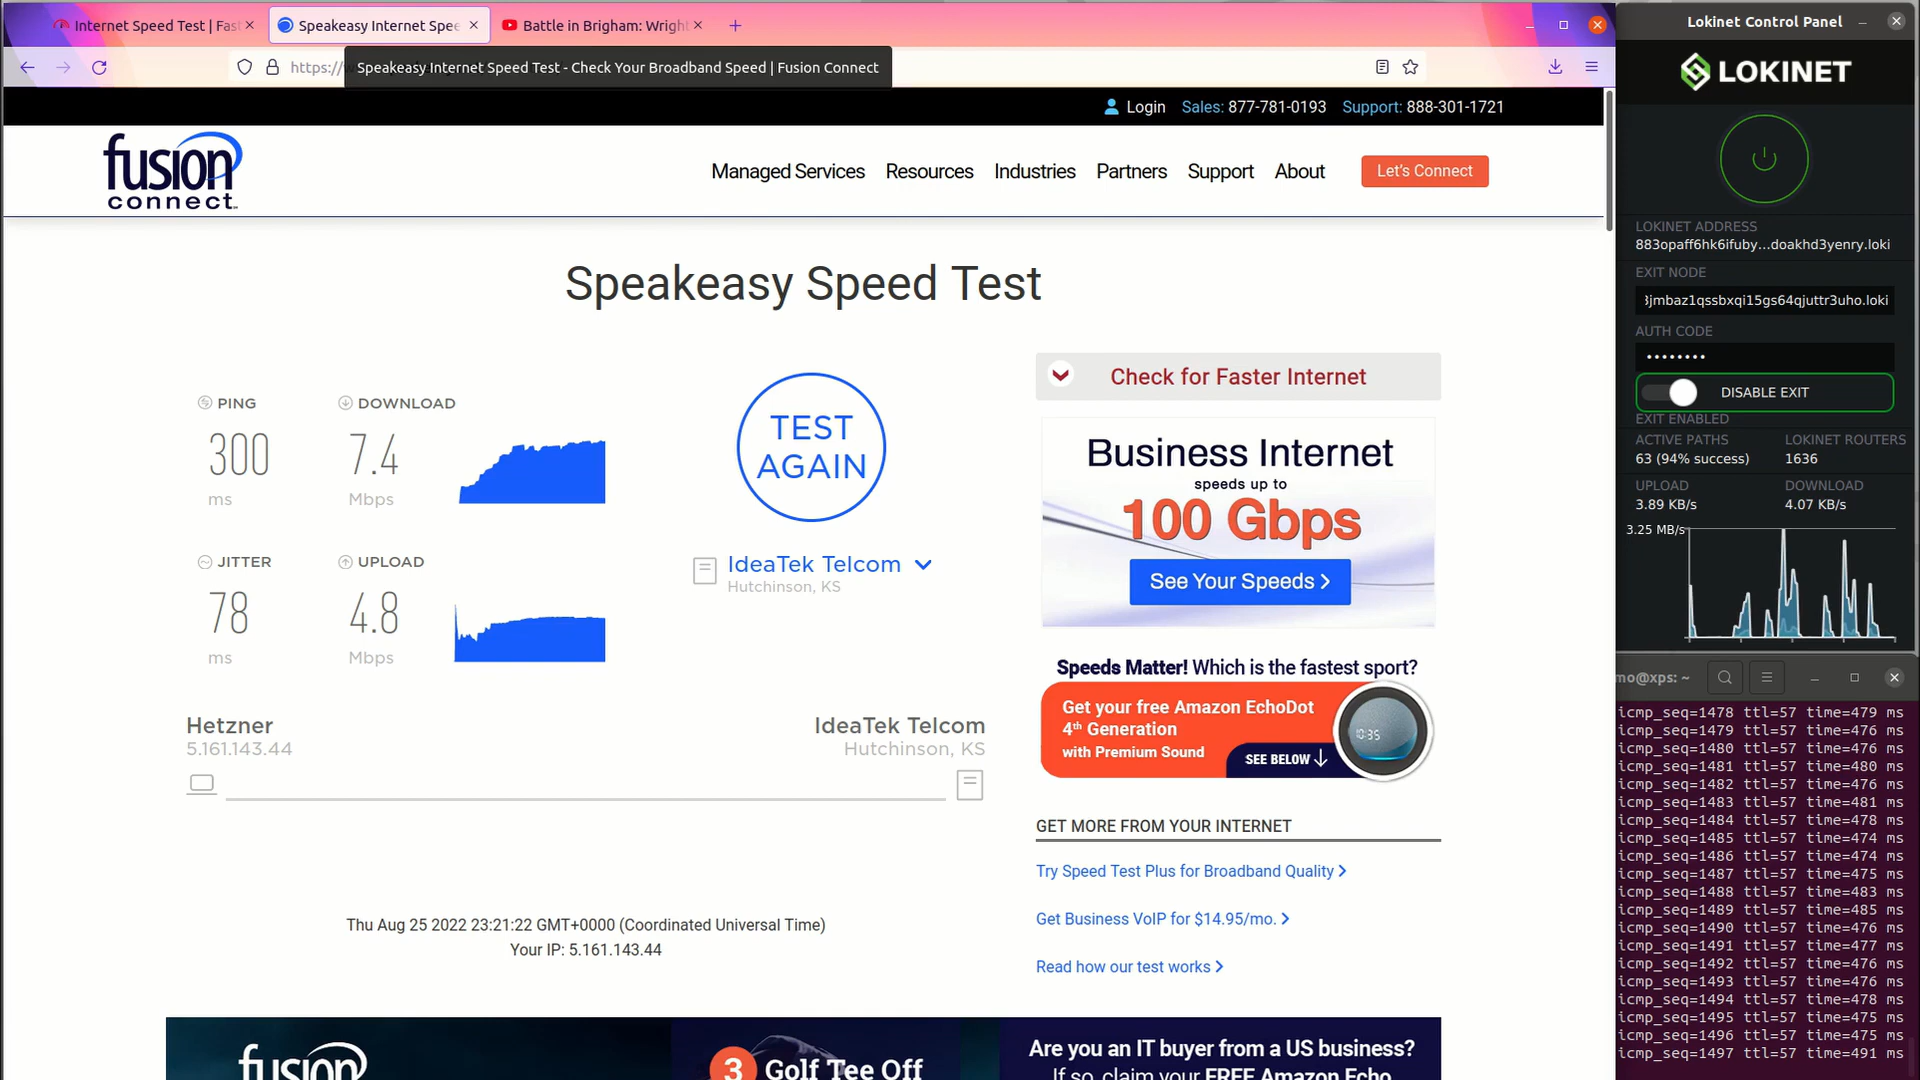 Internet Speed Test | Fas
Speakeasy Internet Spee
Battle in Brigham: Wright
https://w
Speakeasy Internet Speed Test - Check Your Broadband Speed | Fusion Connect
Login Sales: 877-781-0193 Support: 888-301-1721
fusion
connect
Managed Services Resources Industries Partners Support About Let's Connect
Speakeasy Speed Test
PING
300
ms
DOWNLOAD
7.4
Mbps
JITTER
78
ms
UPLOAD
4.8
Mbps
TEST
AGAIN
IdeaTek Telcom
Hutchinson, KS
Hetzner
5.161.143.44
IdeaTek Telcom
Hutchinson, KS
Thu Aug 25 2022 23:21:22 GMT+0000 (Coordinated Universal Time)
Your IP: 5.161.143.44
Check for Faster Internet
Business Internet
speeds up to
100 Gbps
See Your Speeds
Speeds Matter! Which is the fastest sport?
Get your free Amazon EchoDot
4th Generation
with Premium Sound
SEE BELOW
10:35
GET MORE FROM YOUR INTERNET
Try Speed Test Plus for Broadband Quality
Get Business VoIP for $14.95/mo.
Read how our test works
fusion
3 Golf Tee Off
Are you an IT buyer from a US business?
If so, claim your FREE Amazon Echo
Lokinet Control Panel
LOKINET
LOKINET ADDRESS
883opaff6hk6ifuby...doakhd3yenry.loki
EXIT NODE
3jmbaz1qssbxqi15gs64qjuttr3uho.loki
AUTH CODE
••••••••
DISABLE EXIT
EXIT ENABLED
ACTIVE PATHS
63 (94% success)
LOKINET ROUTERS
1636
UPLOAD
3.89 KB/s
DOWNLOAD
4.07 KB/s
3.25 MB/s
mo@xps: ~
icmp_seq=1478 ttl=57 time=479 ms
icmp_seq=1479 ttl=57 time=476 ms
icmp_seq=1480 ttl=57 time=476 ms
icmp_seq=1481 ttl=57 time=480 ms
icmp_seq=1482 ttl=57 time=476 ms
icmp_seq=1483 ttl=57 time=481 ms
icmp_seq=1484 ttl=57 time=478 ms
icmp_seq=1485 ttl=57 time=474 ms
icmp_seq=1486 ttl=57 time=474 ms
icmp_seq=1487 ttl=57 time=475 ms
icmp_seq=1488 ttl=57 time=483 ms
icmp_seq=1489 ttl=57 time=485 ms
icmp_seq=1490 ttl=57 time=476 ms
icmp_seq=1491 ttl=57 time=477 ms
icmp_seq=1492 ttl=57 time=476 ms
icmp_seq=1493 ttl=57 time=476 ms
icmp_seq=1494 ttl=57 time=478 ms
icmp_seq=1495 ttl=57 time=475 ms
icmp_seq=1496 ttl=57 time=475 ms
icmp_seq=1497 ttl=57 time=491 ms